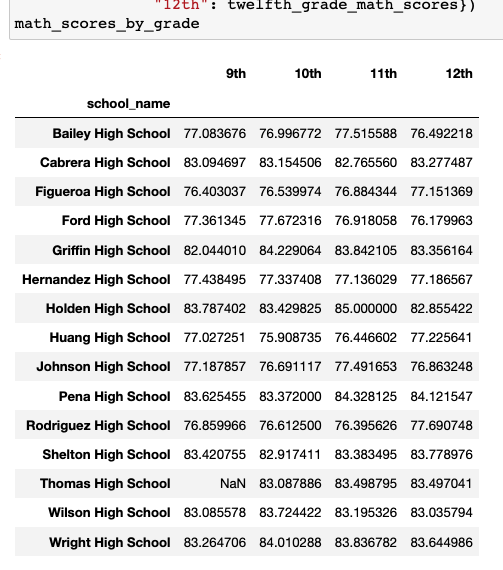 "12th": twelfth_grade_math_scores})
math_scores_by_grade
9th 10th 11th 12th
school_name
Bailey High School 77.083676 76.996772 77.515588 76.492218
Cabrera High School 83.094697 83.154506 82.765560 83.277487
Figueroa High School 76.403037 76.539974 76.884344 77.151369
Ford High School 77.361345 77.672316 76.918058 76.179963
Griffin High School 82.044010 84.229064 83.842105 83.356164
Hernandez High School 77.438495 77.337408 77.136029 77.186567
Holden High School 83.787402 83.429825 85.000000 82.855422
Huang High School 77.027251 75.908735 76.446602 77.225641
Johnson High School 77.187857 76.691117 77.491653 76.863248
Pena High School 83.625455 83.372000 84.328125 84.121547
Rodriguez High School 76.859966 76.612500 76.395626 77.690748
Shelton High School 83.420755 82.917411 83.383495 83.778976
Thomas High School NaN 83.087886 83.498795 83.497041
Wilson High School 83.085578 83.724422 83.195326 83.035794
Wright High School 83.264706 84.010288 83.836782 83.644986